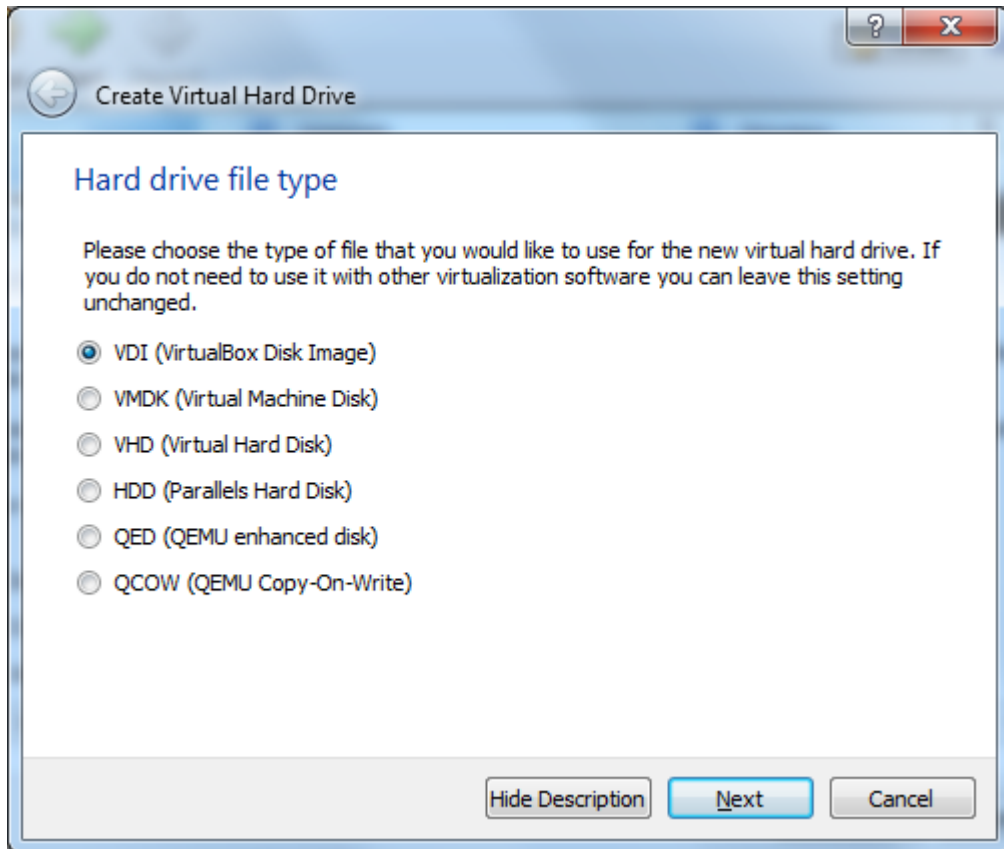 ?
X
Create Virtual Hard Drive
Hard drive file type
Please choose the type of file that you would like to use for the new virtual hard drive. If
you do not need to use it with other virtualization software you can leave this setting
unchanged.
VDI (VirtualBox Disk Image)
VMDK (Virtual Machine Disk)
VHD (Virtual Hard Disk)
HDD (Parallels Hard Disk)
QED (QEMU enhanced disk)
QCOW (QEMU Copy-On-Write)
Hide Description
Next
Cancel